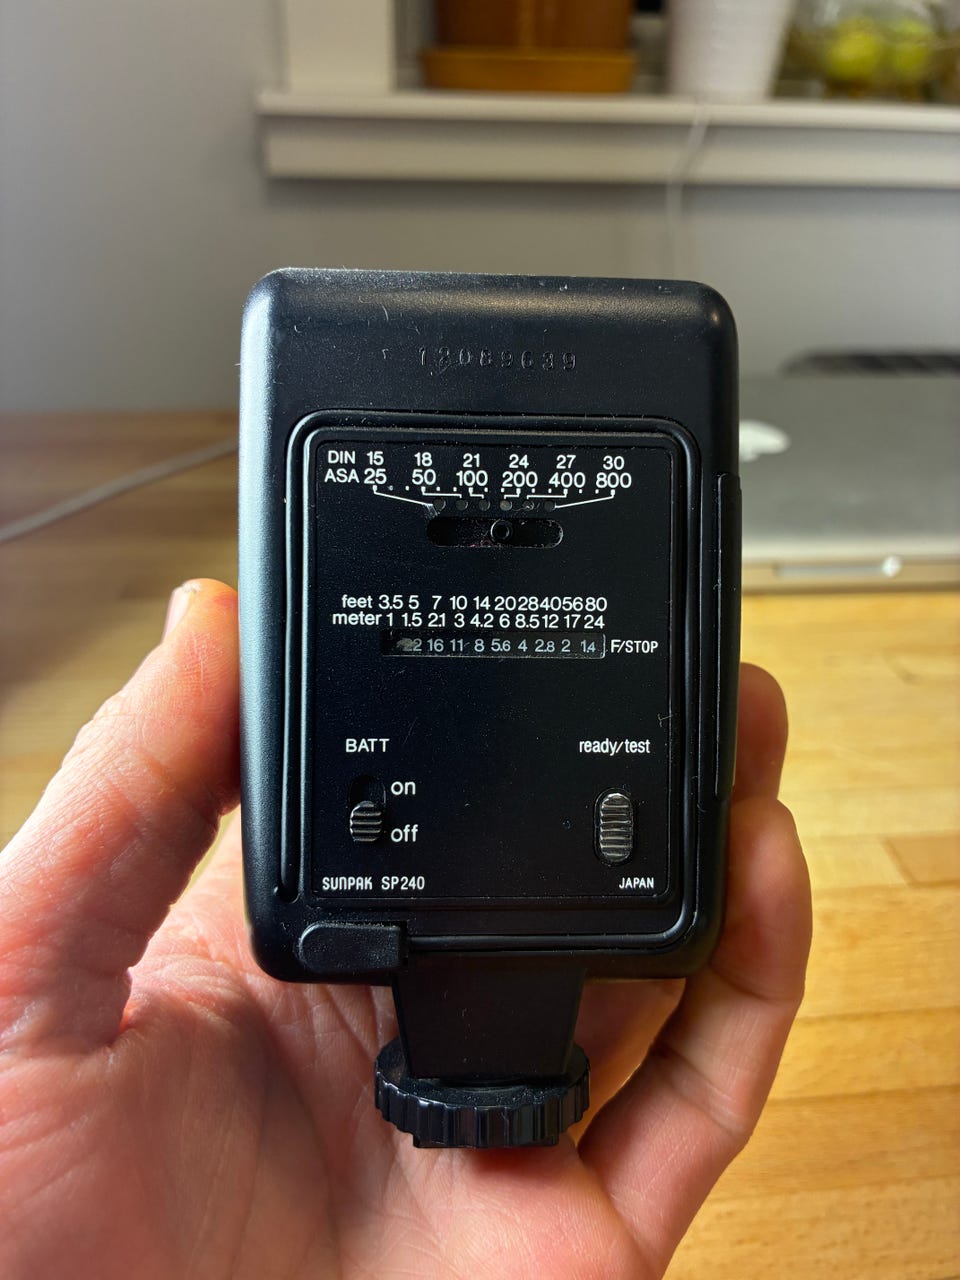 12089639
DIN 15 18 21 24 27 30
ASA 25 50 100 200 400 800
feet 3.5 5 7 10 14 20 28 40 56 80
meter 1 1.5 2.1 3 4.2 6 8.5 12 17 24
22 16 11 8 5.6 4 2.8 2 1.4 F/STOP
BATT ready/test
on
off
SUNPAK SP240 JAPAN